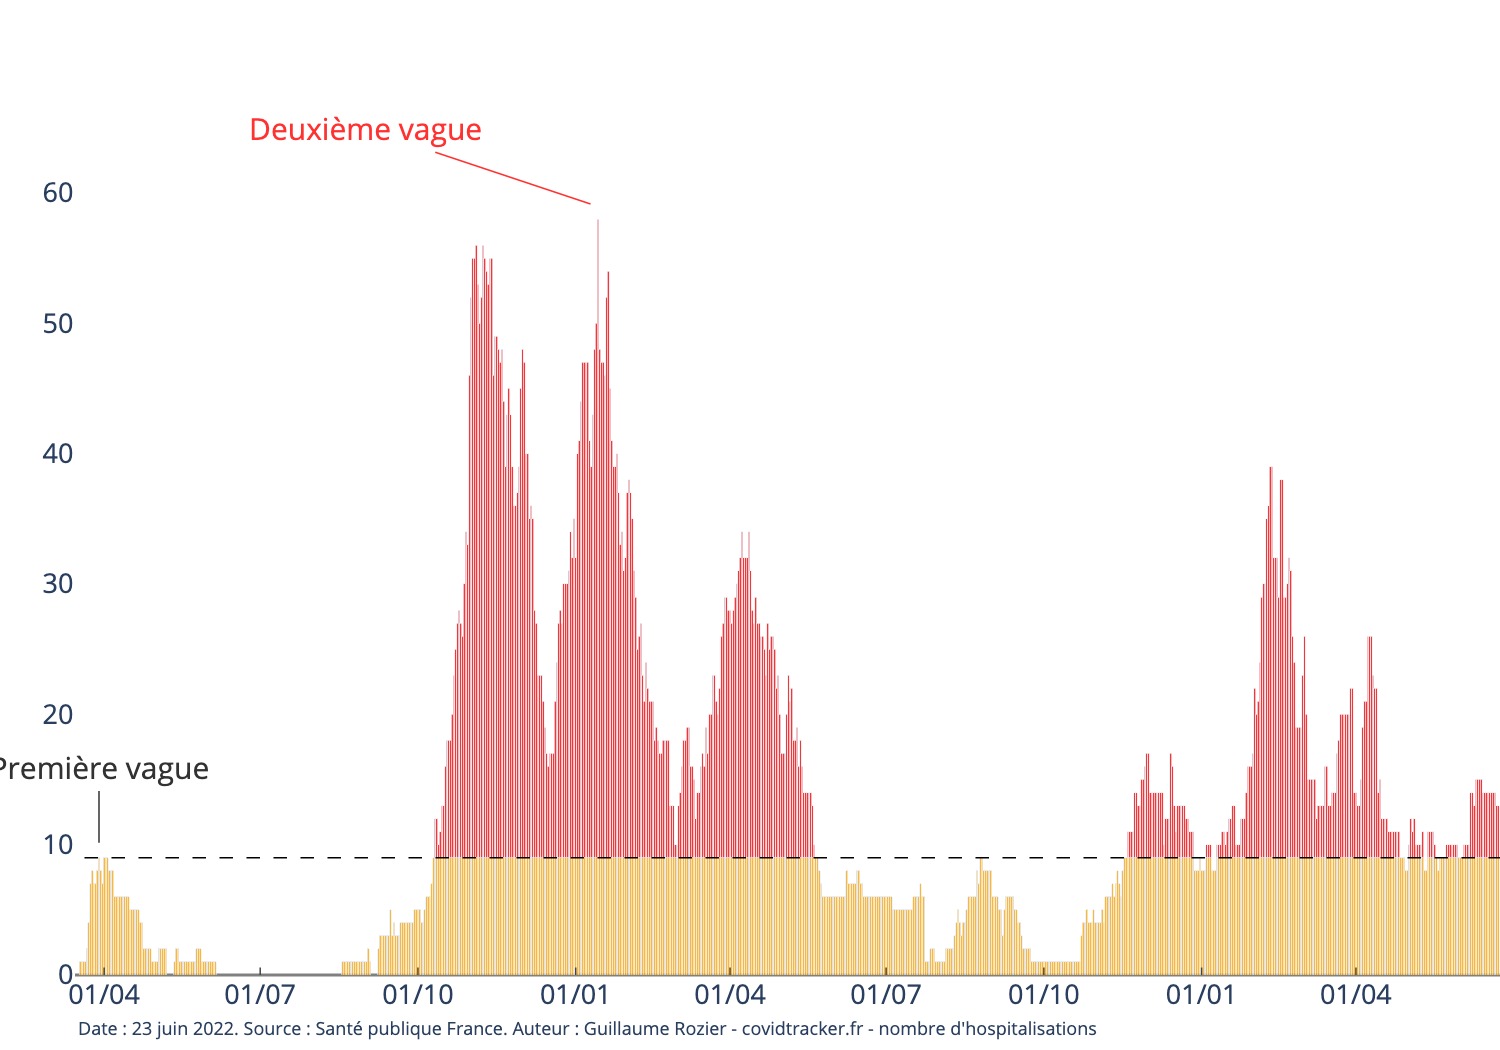 Deuxième vague
60
50
40
30
20
Première vague
10
0
01/04 01/07 01/10 01/01 01/04 01/07 01/10 01/01 01/04
Date : 23 juin 2022. Source : Santé publique France. Auteur : Guillaume Rozier - covidtracker.fr - nombre d'hospitalisations